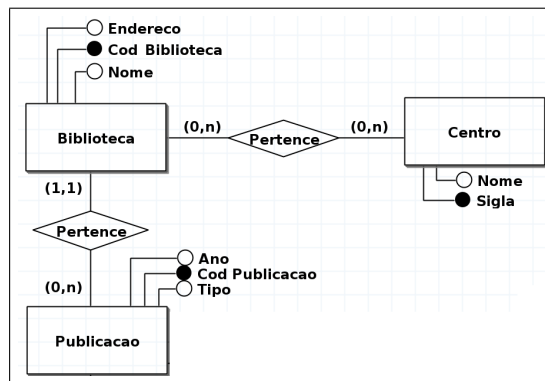 Endereco
Cod Biblioteca
Nome
Biblioteca
(0,n)
Pertence
(0,n)
Centro
Nome
Sigla
(1,1)
Pertence
(0,n)
Ano
Cod Publicacao
Tipo
Publicacao